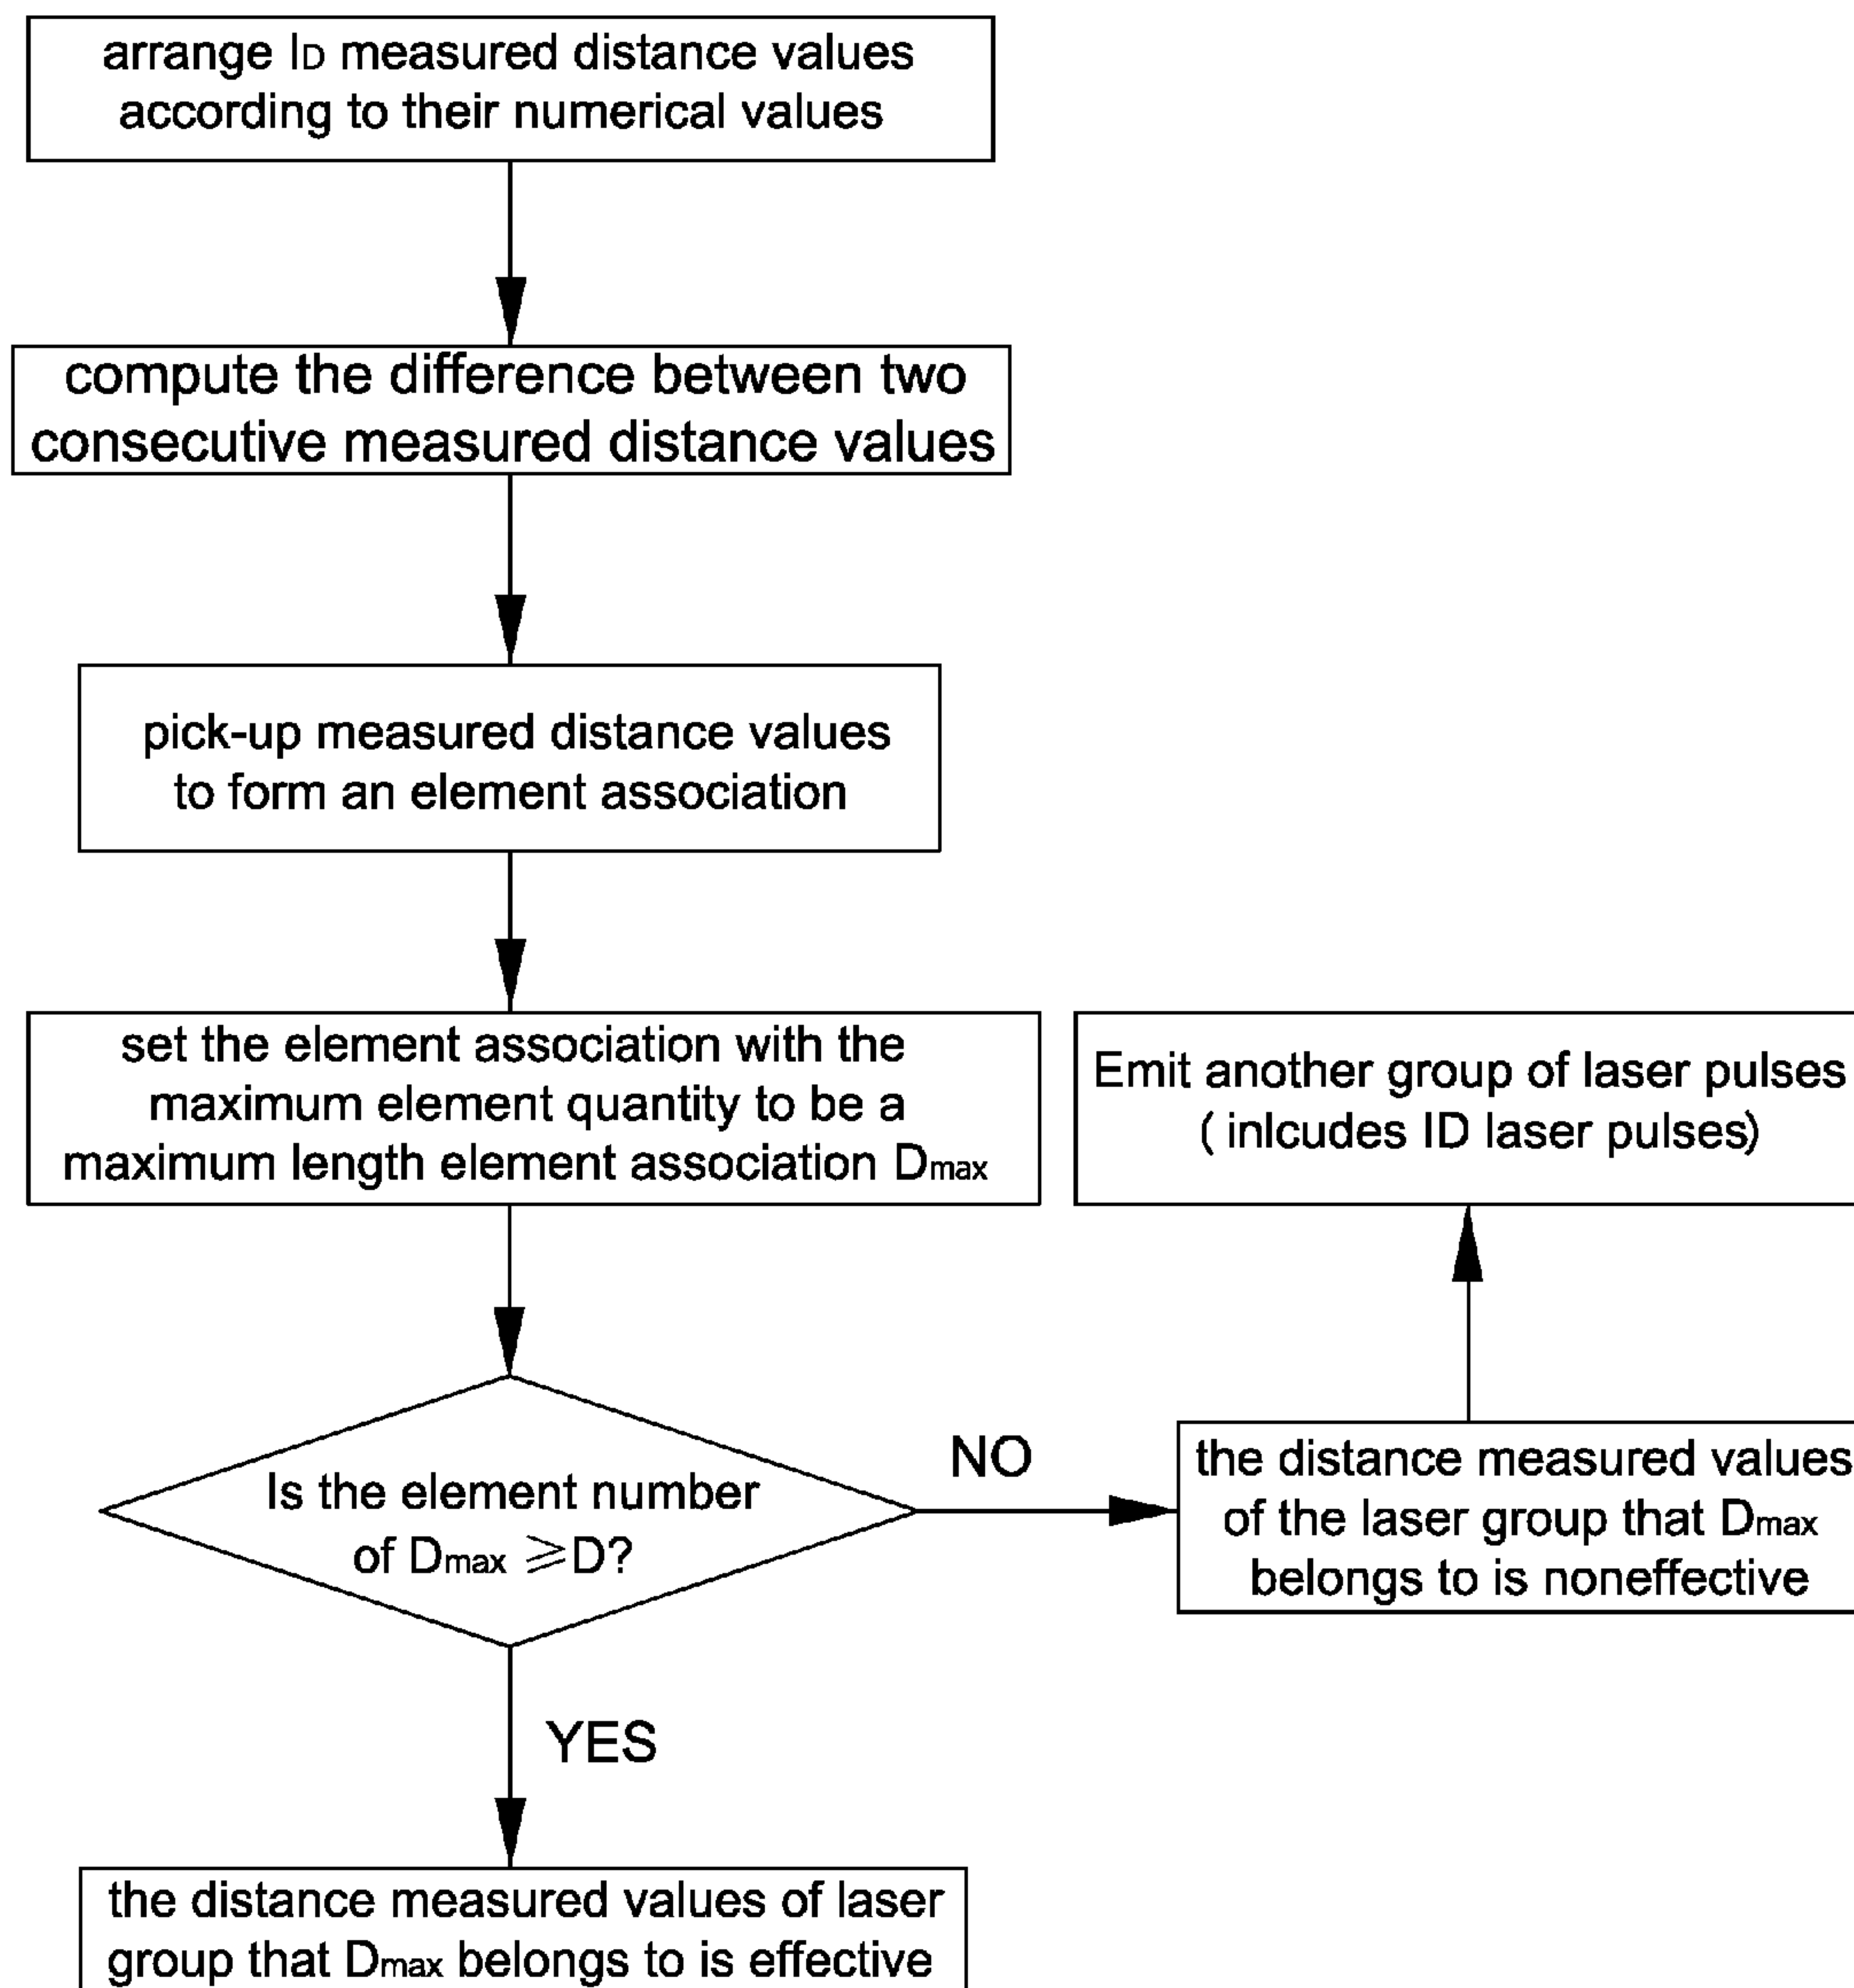 arrange ID measured distance values
according to their numerical values
compute the difference between two
consecutive measured distance values
pick-up measured distance values
to form an element association
set the element association with the
maximum element quantity to be a
maximum length element association Dmax
Emit another group of laser pulses
( inlcudes ID laser pulses)
Is the element number
of Dmax ⩾D?
NO
the distance measured values
of the laser group that Dmax
belongs to is noneffective
YES
the distance measured values of laser
group that Dmax belongs to is effective